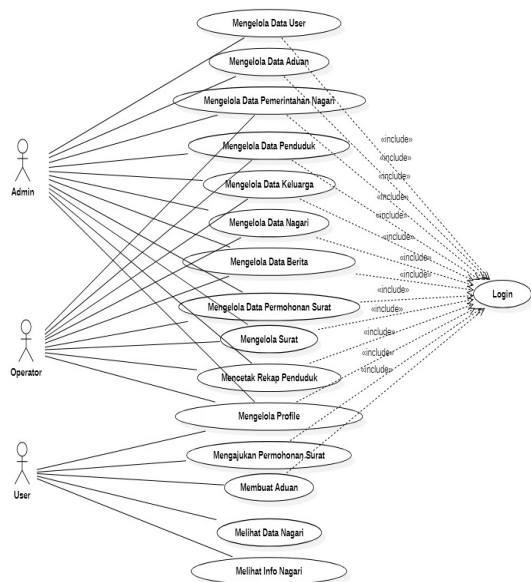 Mengelola Data User
Mengelola Data Aduan
Mengelola Data Pemerintahan Nagari
«include»
Mengelola Data Penduduk
«include»
«include»
Mengelola Data Keluarga
Admin
«include»
«include»
Mengelola Data Nagari
«include»
Mengelola Data Berita
«include»
«include»
Login
«include»
Mengelola Data Permohonan Surat
«include»
Mengelola Surat
«include»
«include»
Operator
Mencetak Rekap Penduduk
«include»
Mengelola Profile
Mengajukan Permohonan Surat
User
Membuat Aduan
Melihat Data Nagari
Melihat Info Nagari